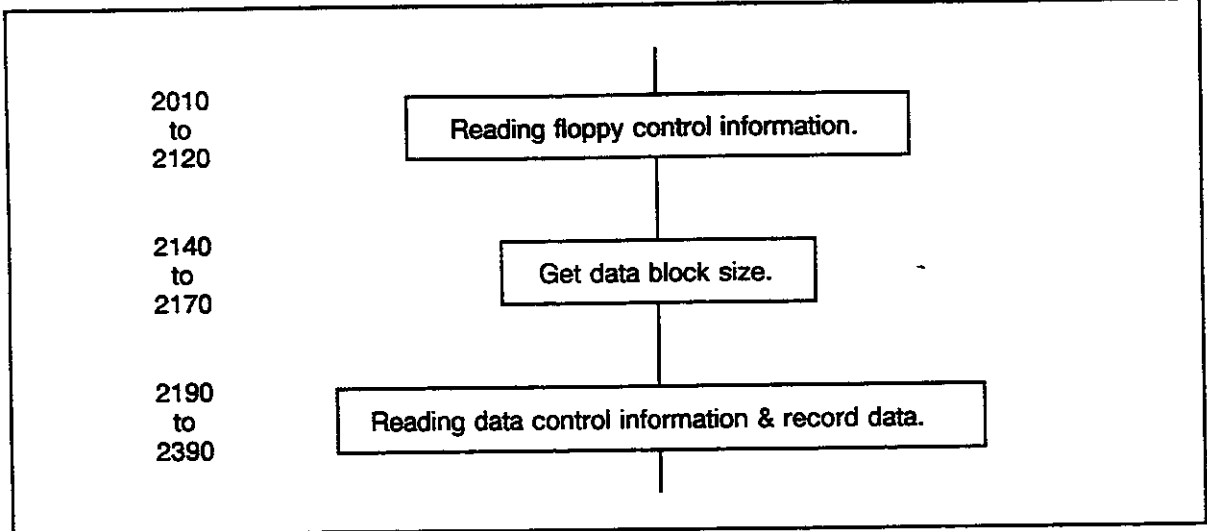 2010
to
2120
Reading floppy control information.
2140
to
2170
Get data block size.
2190
to
2390
Reading data control information & record data.